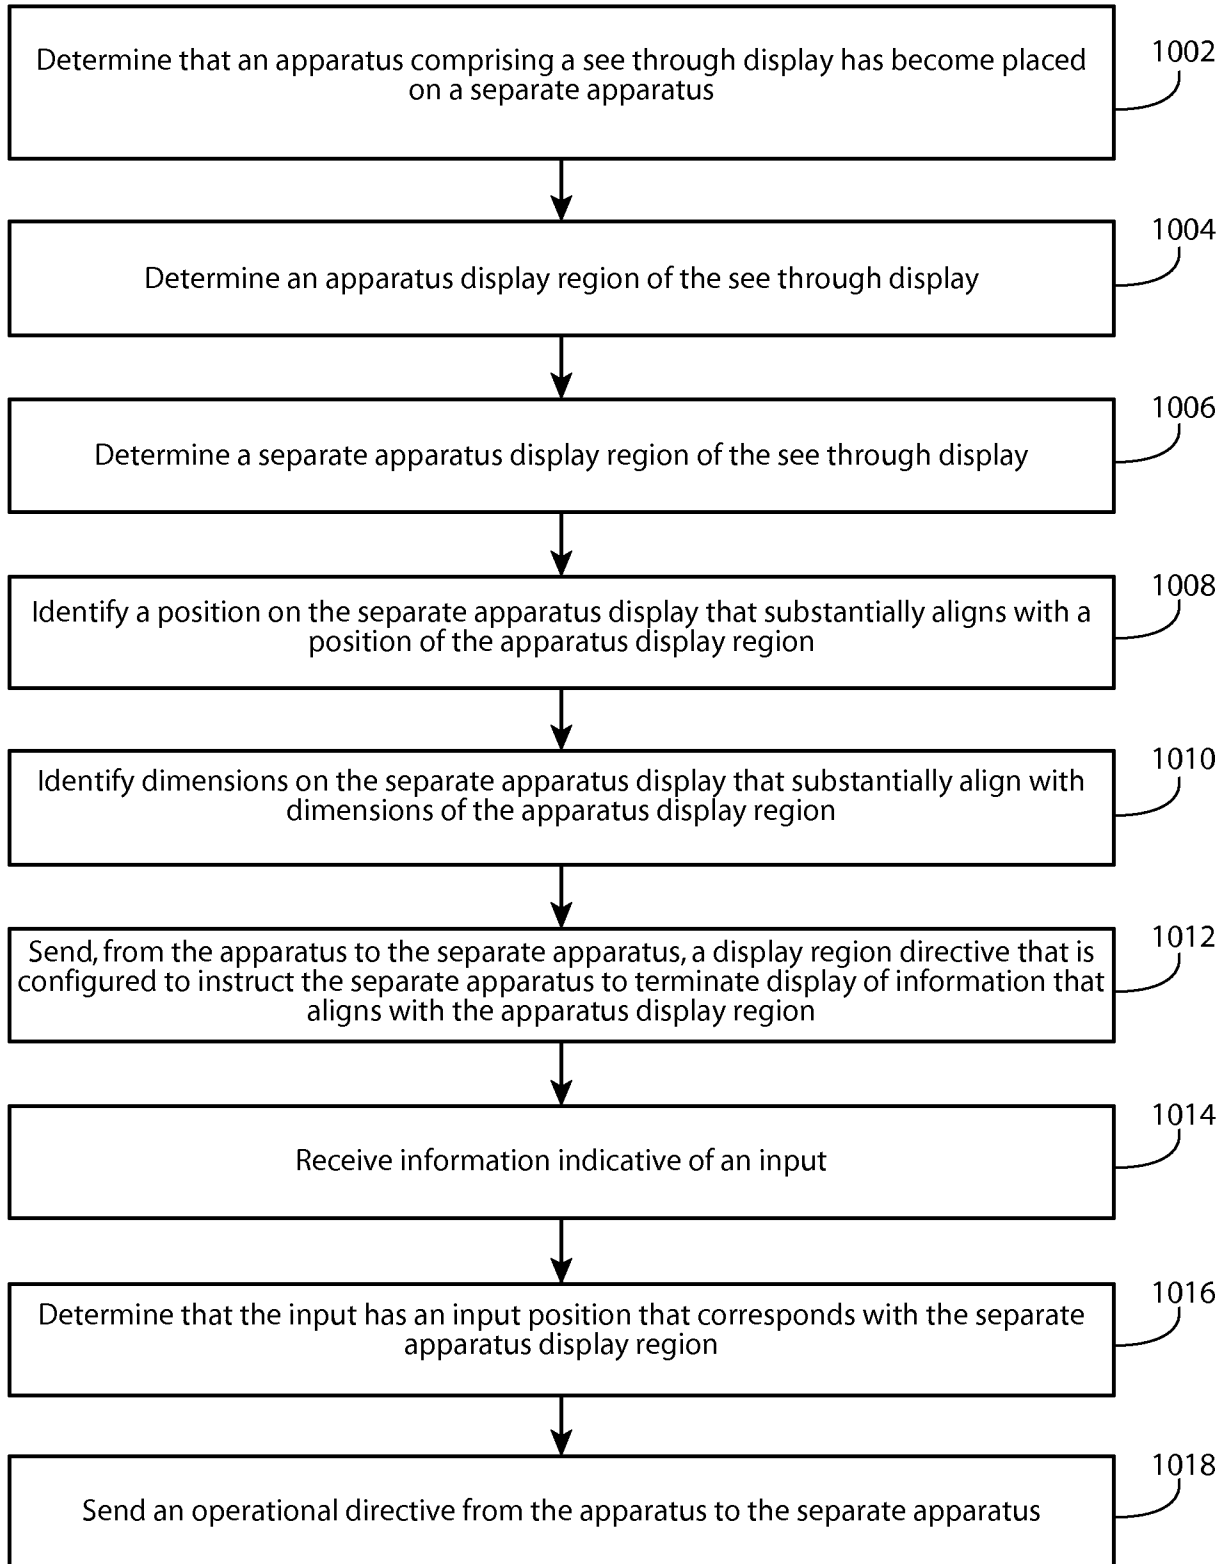 Determine that an apparatus comprising a see through display has become placed
on a separate apparatus
1002
Determine an apparatus display region of the see through display
1004
Determine a separate apparatus display region of the see through display
1006
Identify a position on the separate apparatus display that substantially aligns with a
position of the apparatus display region
1008
Identify dimensions on the separate apparatus display that substantially align with
dimensions of the apparatus display region
1010
Send, from the apparatus to the separate apparatus, a display region directive that is
configured to instruct the separate apparatus to terminate display of information that
aligns with the apparatus display region
1012
Receive information indicative of an input
1014
Determine that the input has an input position that corresponds with the separate
apparatus display region
1016
Send an operational directive from the apparatus to the separate apparatus
1018